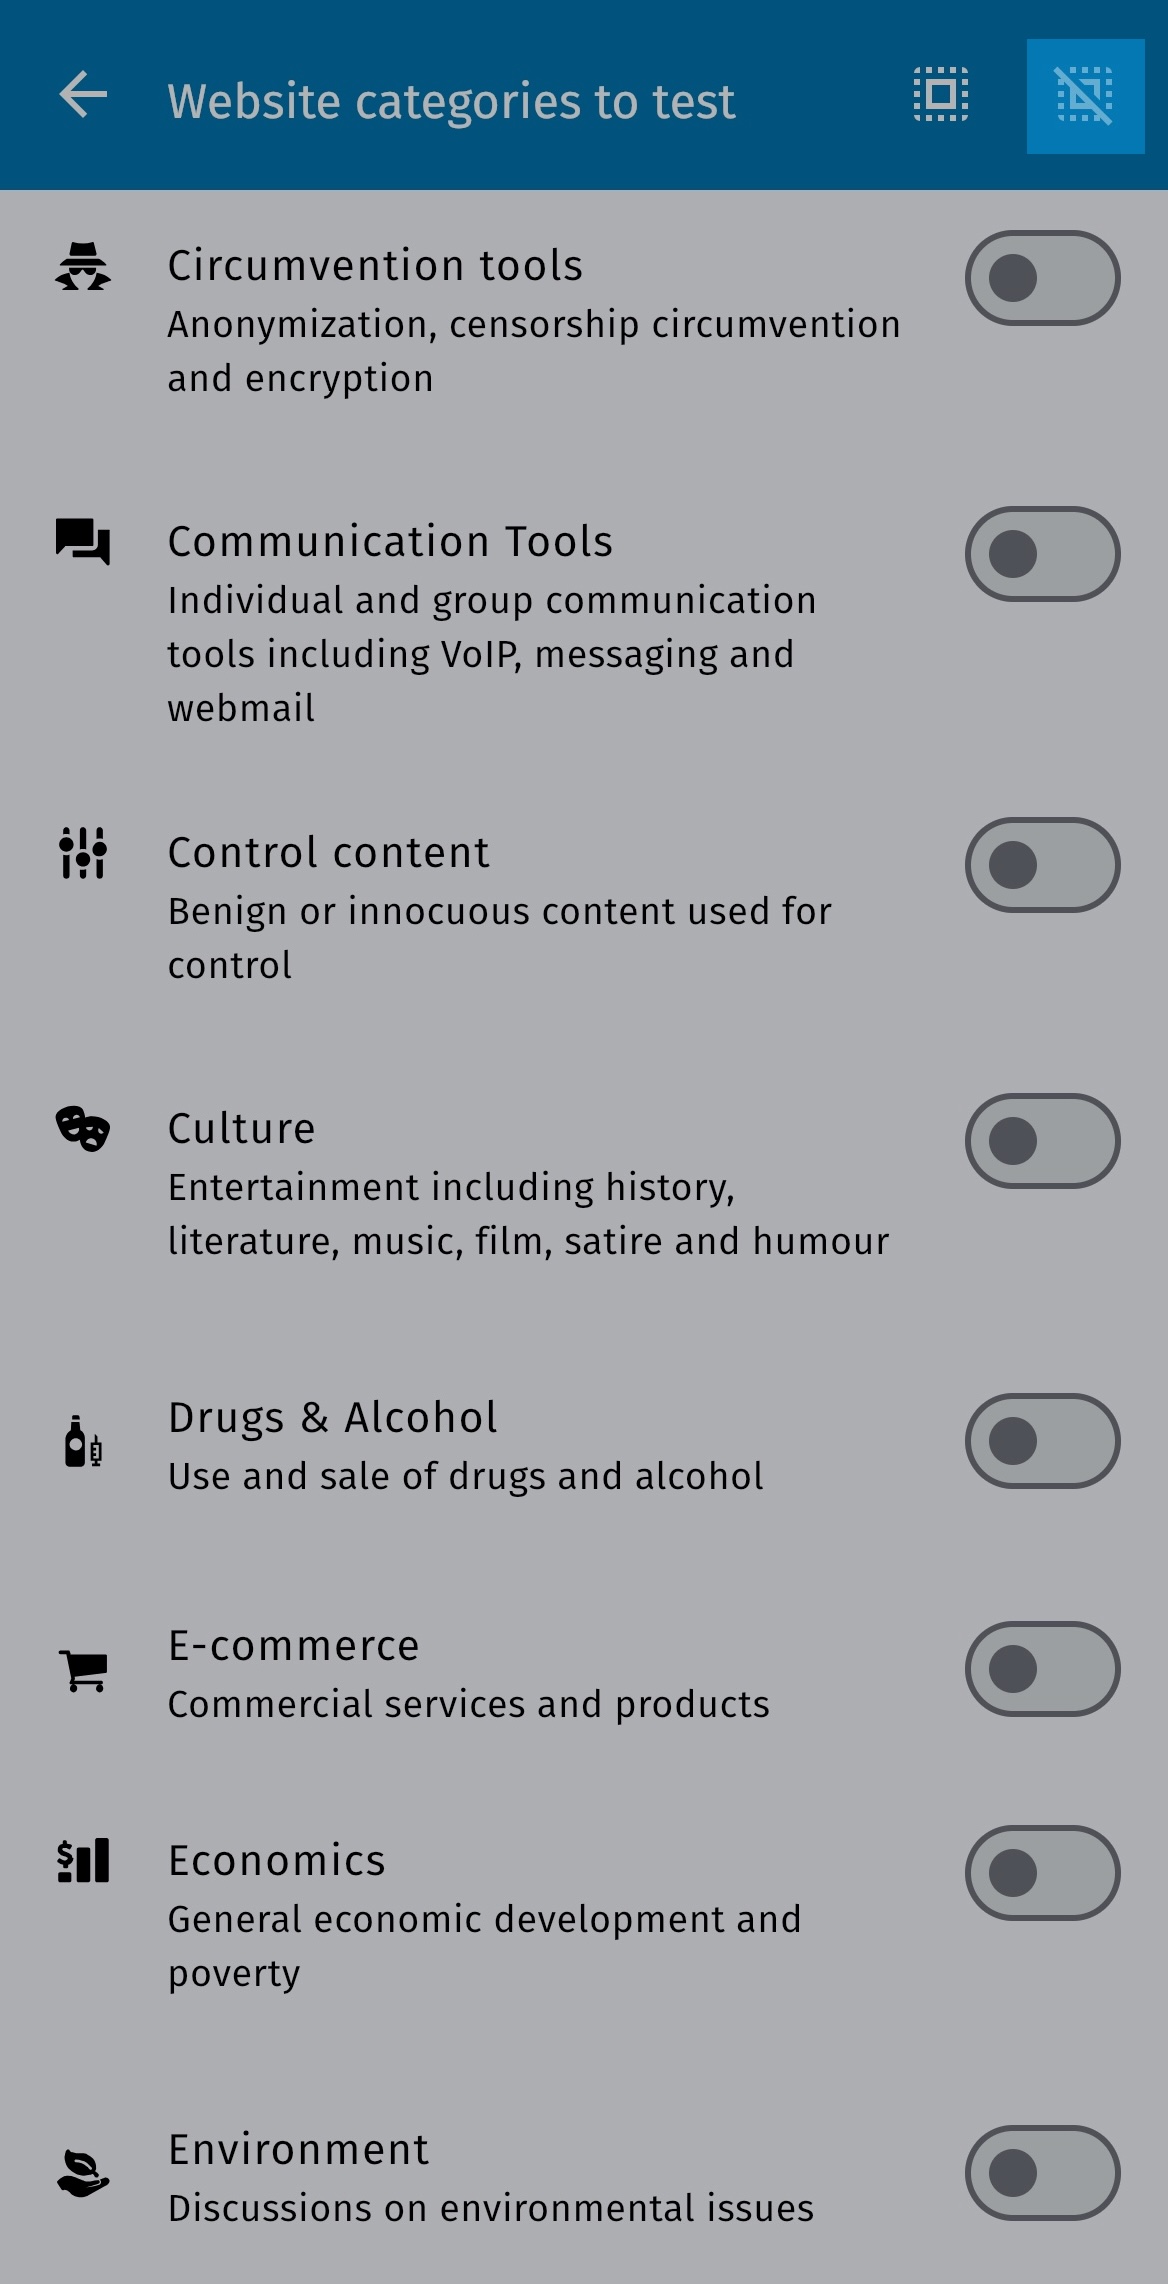 Website categories to test
Circumvention tools
Anonymization, censorship circumvention
and encryption
Communication Tools
Individual and group communication
tools including VoIP, messaging and
webmail
Control content
Benign or innocuous content used for
control
Culture
Entertainment including history,
literature, music, film, satire and humour
Drugs & Alcohol
Use and sale of drugs and alcohol
E-commerce
Commercial services and products
Economics
General economic development and
poverty
Environment
Discussions on environmental issues